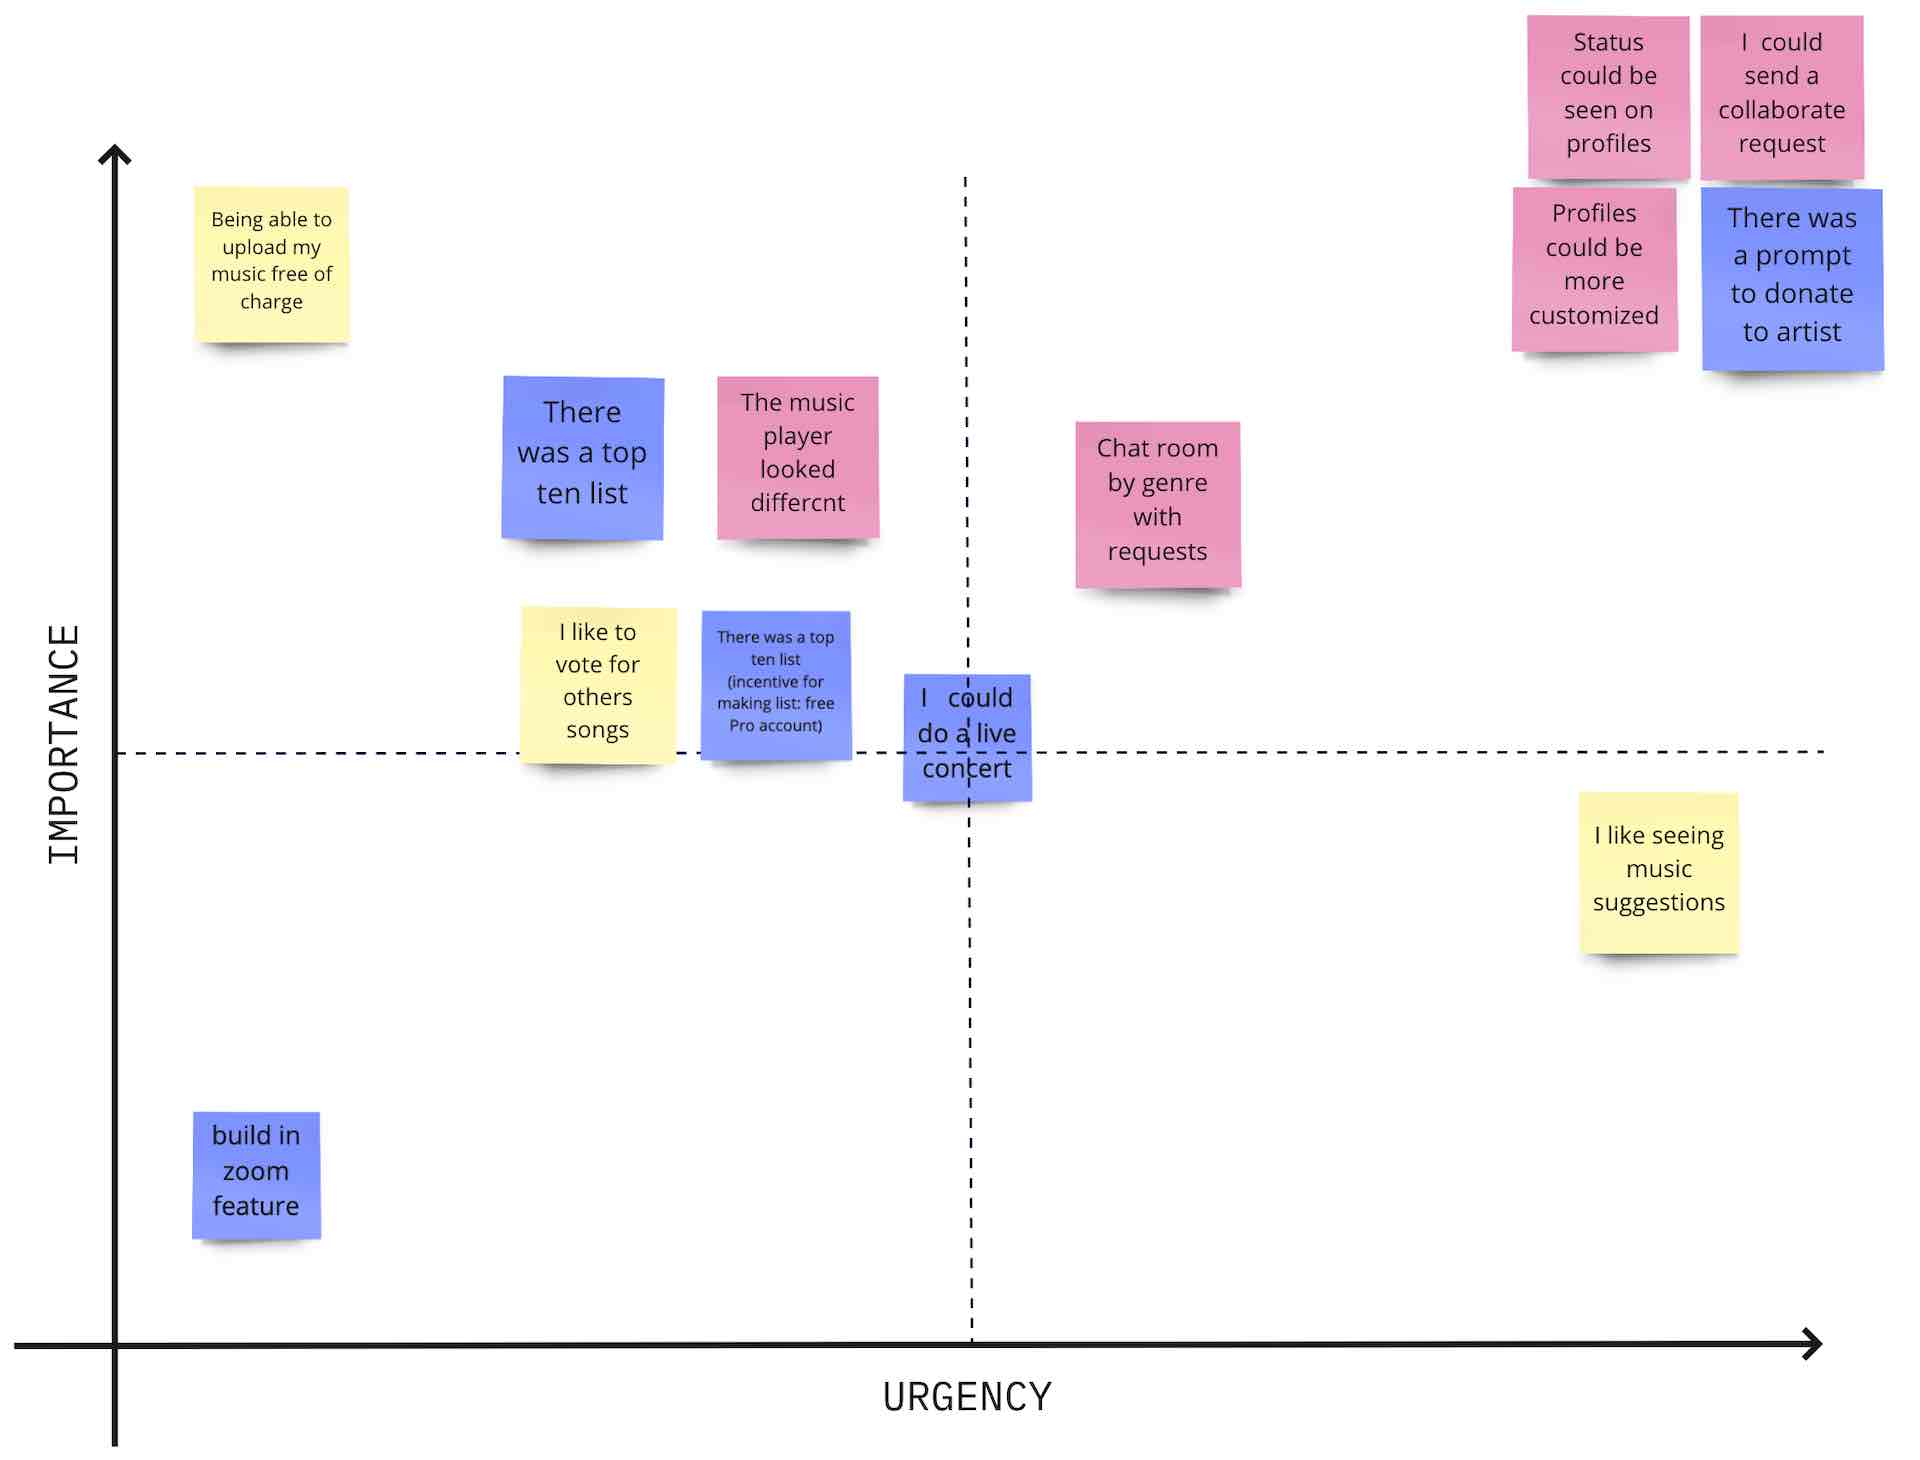 Status
could be
seen on
profiles
I could
send a
collaborate
request
Being able to
upload my
music free of
charge
Profiles
could be
more
customized
There was
a prompt
to donate
to artist
There
was a top
ten list
The music
player
looked
differcnt
Chat room
by genre
with
requests
I like to
vote for
others
songs
There was a top
ten list
(incentive for
making list: free
Pro account)
I could
do a live
concert
IMPORTANCE
I like seeing
music
suggestions
build in
zoom
feature
URGENCY